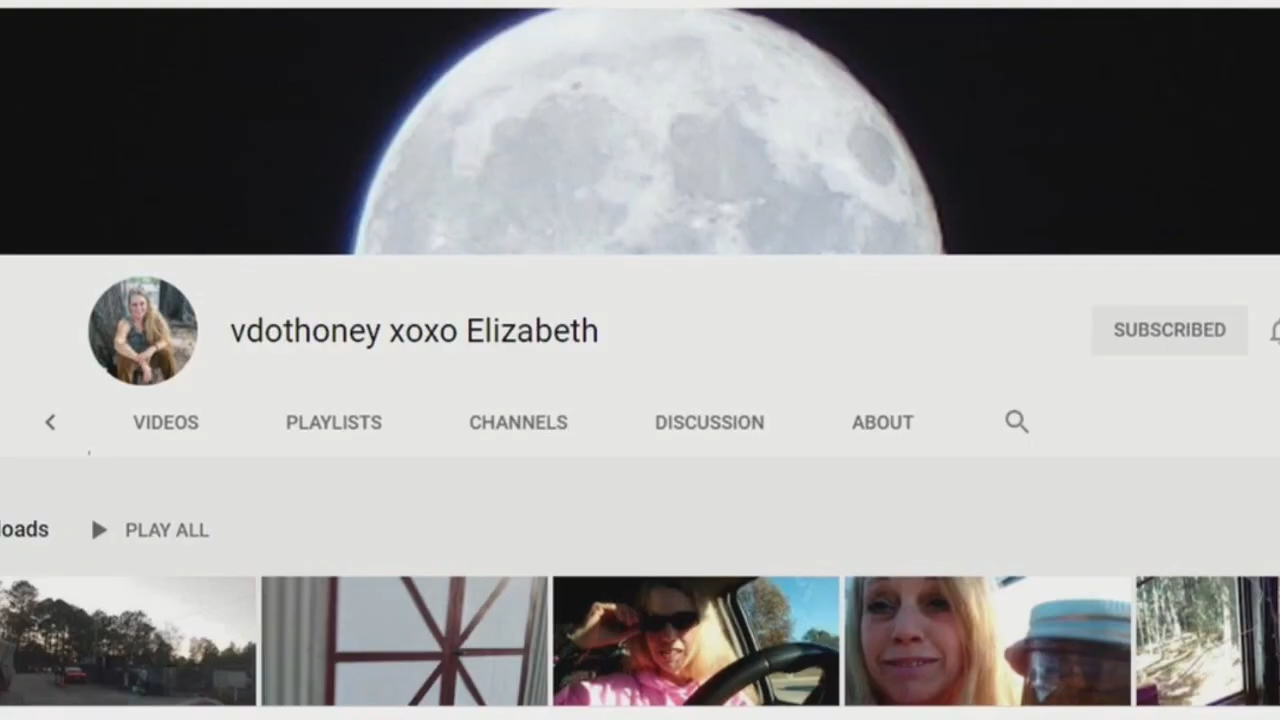 vdothoney xoxo Elizabeth
SUBSCRIBED
VIDEOS PLAYLISTS CHANNELS DISCUSSION ABOUT
loads PLAY ALL